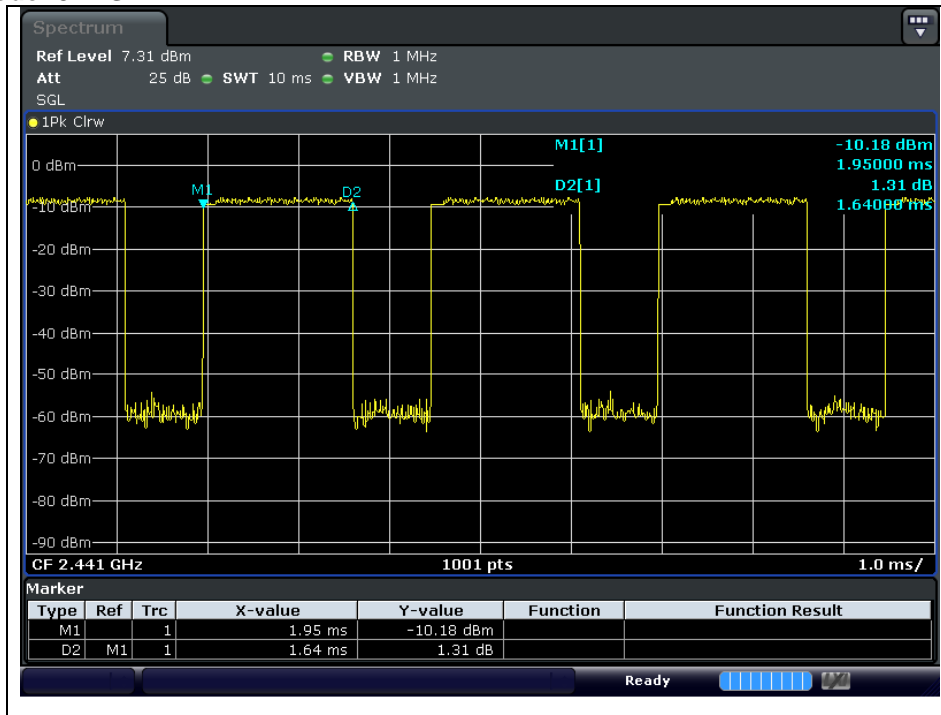 Spectrum
Ref Level 7.31 dBm RBW 1 MHz
Att 25 dB SWT 10 ms VBW 1 MHz
SGL
1Pk Clrw
M1[1] -10.18 dBm
1.95000 ms
D2[1] 1.31 dB
1.64000 ms
M1
D2
0 dBm
-10 dBm
-20 dBm
-30 dBm
-40 dBm
-50 dBm
-60 dBm
-70 dBm
-80 dBm
-90 dBm
CF 2.441 GHz 1001 pts 1.0 ms/
Marker
Type Ref Trc X-value Y-value Function Function Result
M1 1 1.95 ms -10.18 dBm
D2 M1 1 1.64 ms 1.31 dB
Ready